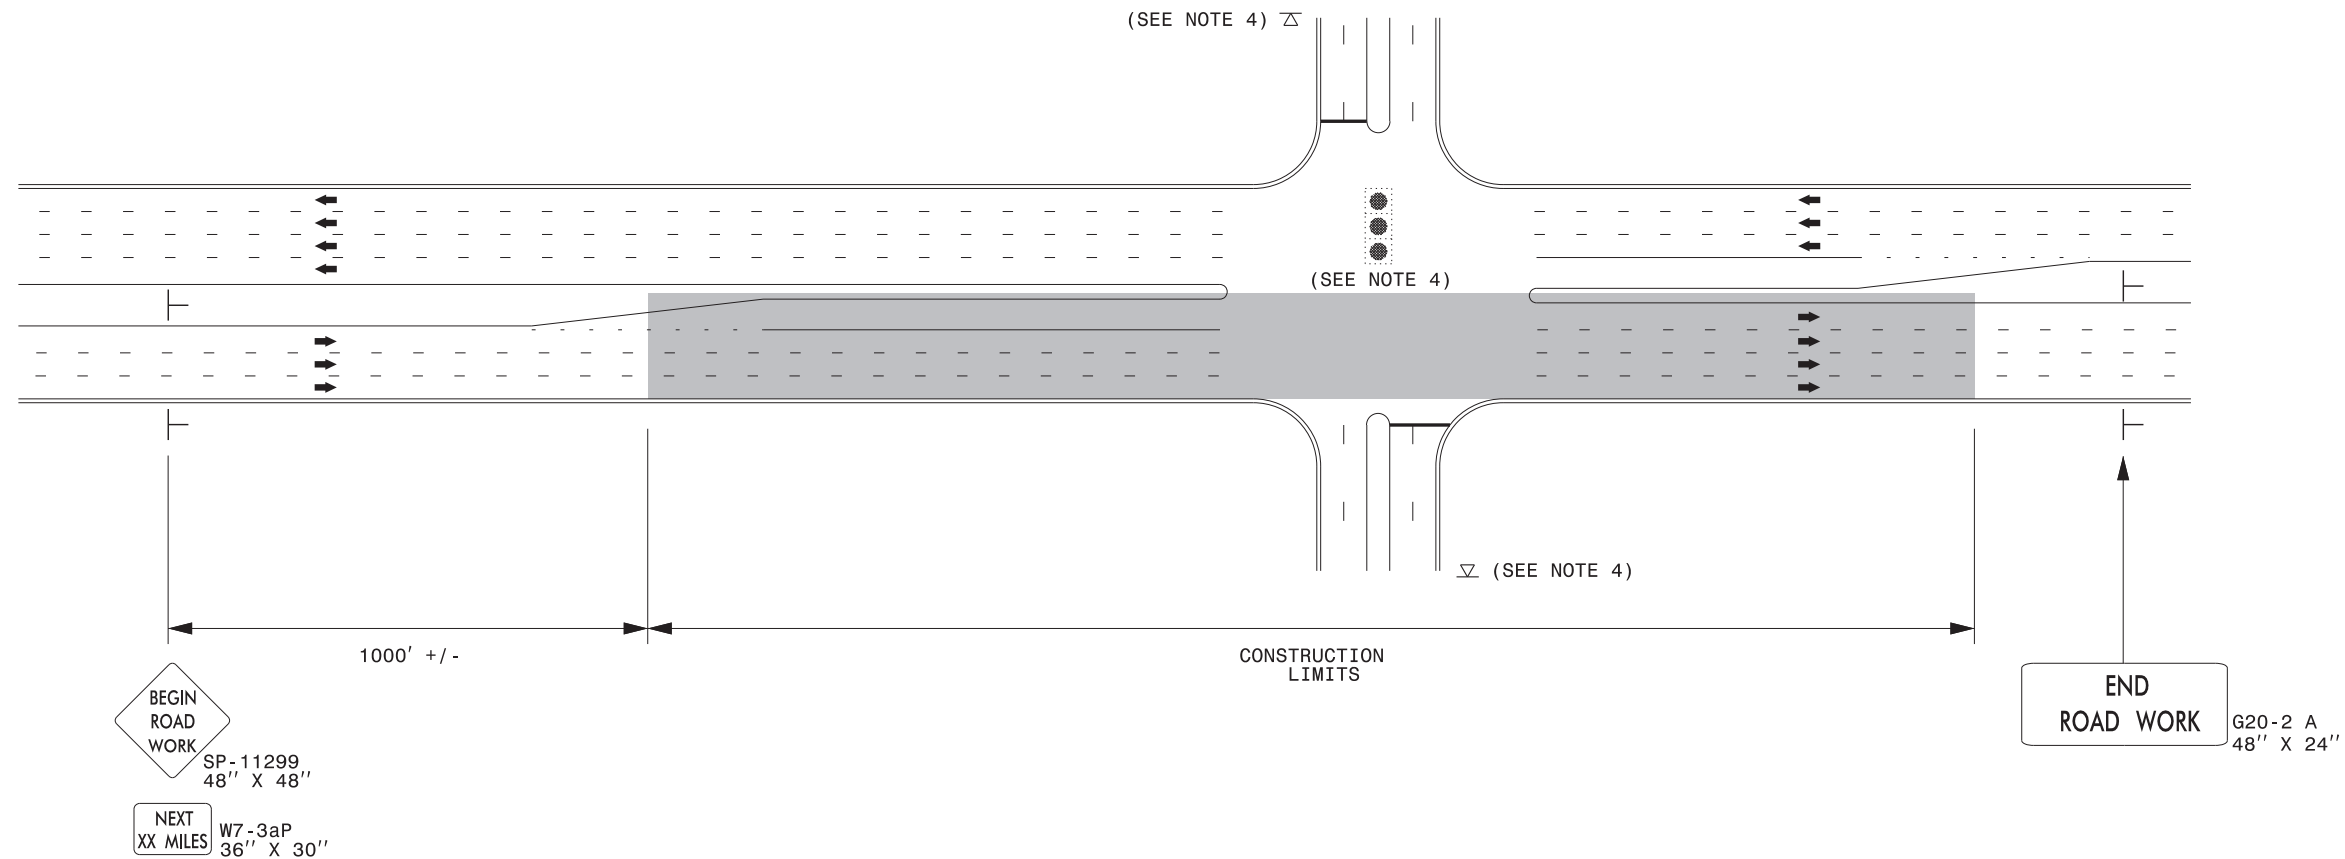 (SEE NOTE 4)
(SEE NOTE 4)
(SEE NOTE 4)
1000' +/-
CONSTRUCTION
LIMITS
BEGIN
ROAD
WORK
SP-11299
48'' X 48''
NEXT
XX MILES
W7-3aP
36'' X 30''
END
ROAD WORK
G20-2 A
48'' X 24''